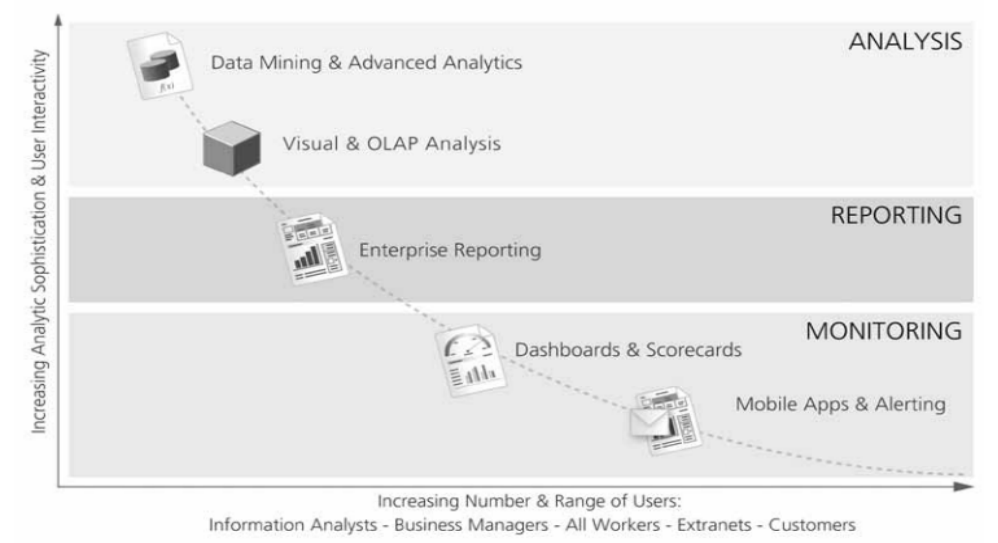 ANALYSIS
Data Mining & Advanced Analytics
f(x)
Visual & OLAP Analysis
REPORTING
Enterprise Reporting
MONITORING
Dashboards & Scorecards
Mobile Apps & Alerting
Increasing Analytic Sophistication & User Interactivity
Increasing Number & Range of Users:
Information Analysts - Business Managers - All Workers - Extranets - Customers